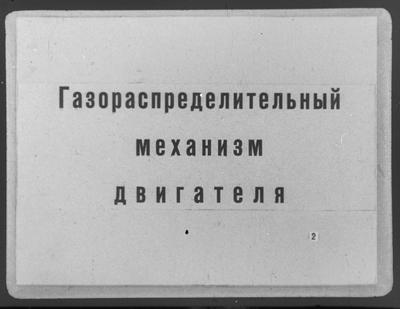 Газораспределительный
механизм
двигателя
2